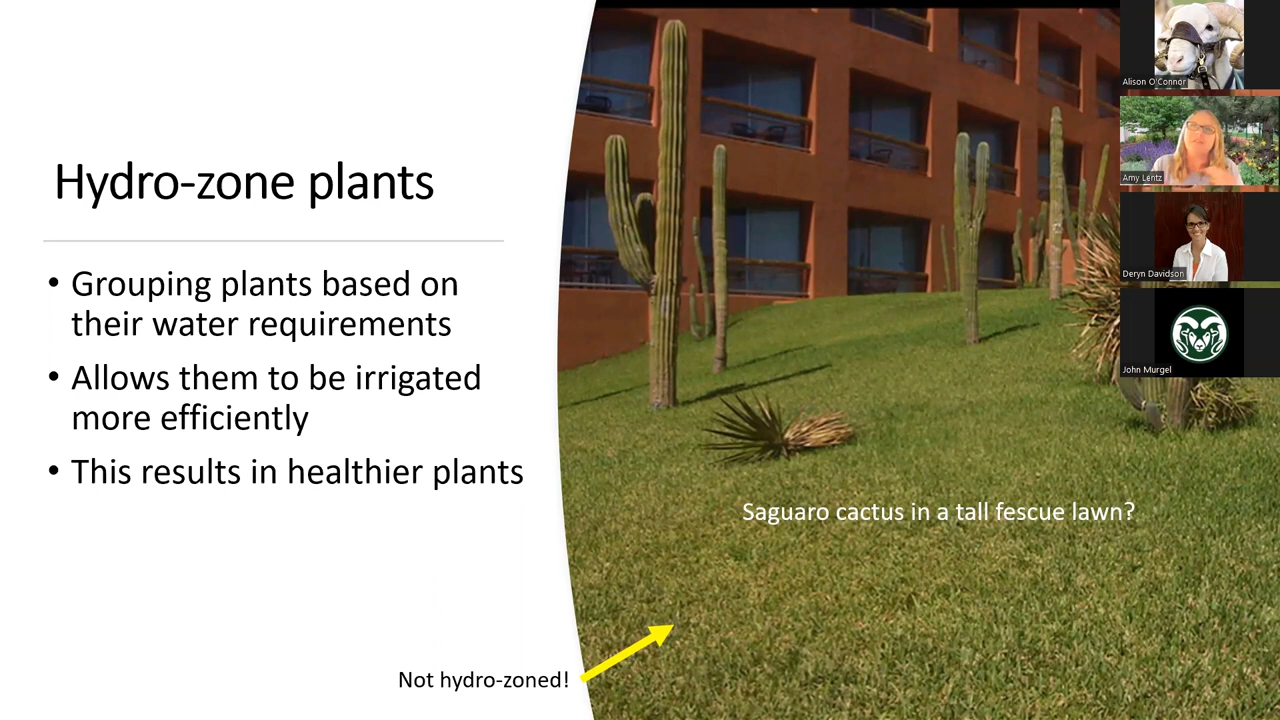 Hydro-zone plants
• Grouping plants based on
their water requirements
• Allows them to be irrigated
more efficiently
• This results in healthier plants
Not hydro-zoned!
Saguaro cactus in a tall fescue lawn?
Alison O'Connor
Amy Lentz
Deryn Davidson
John Murgel